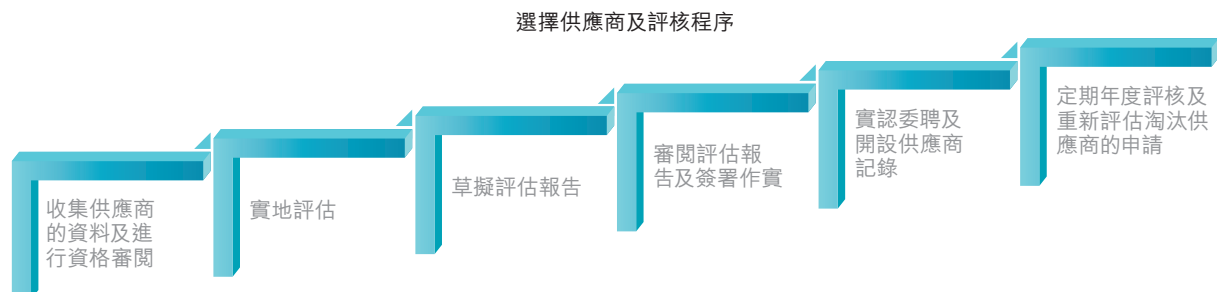 選擇供應商及評核程序
收集供應商
的資料及進
行資格審閱
實地評估
草擬評估報告
審閱評估報
告及簽署作實
實認委聘及
開設供應商
記錄
定期年度評核及
重新評估淘汰供
應商的申請